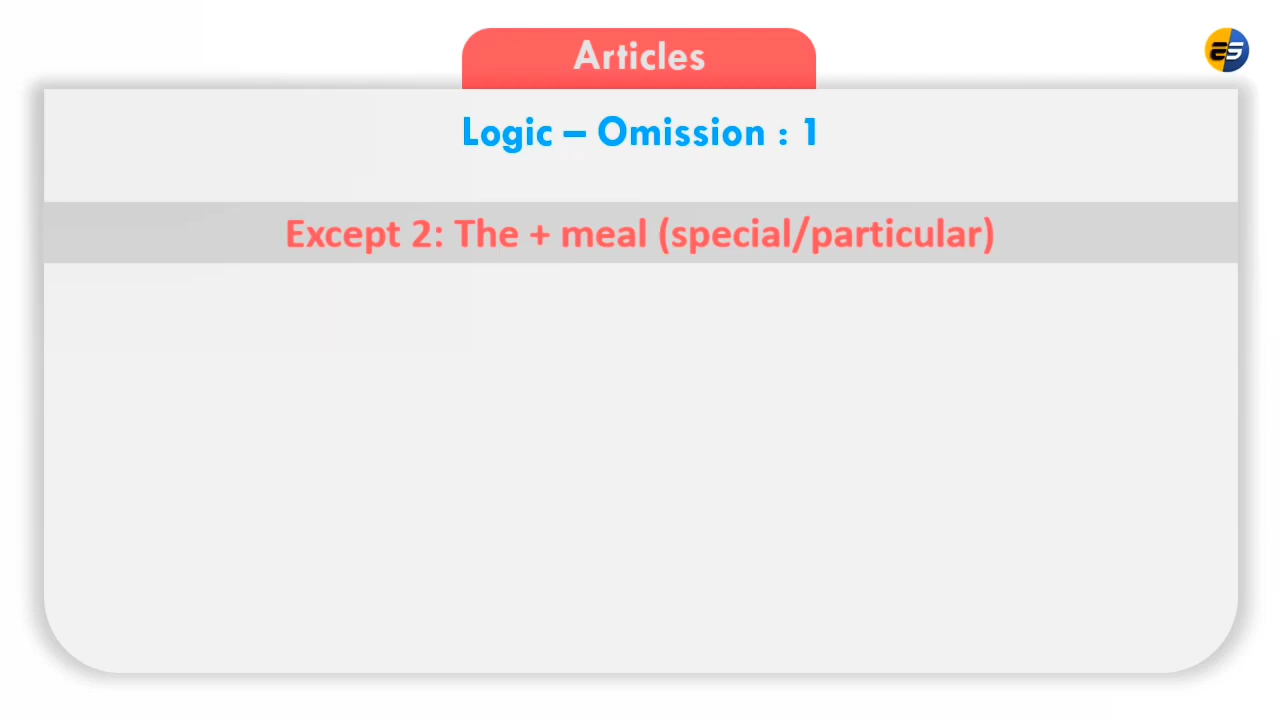 Articles
Logic – Omission : 1
Except 2: The + meal (special/particular)